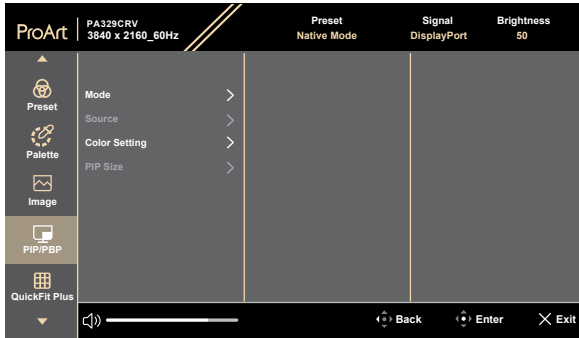 ProArt
PA329CRV
3840 x 2160_60Hz
Preset
Native Mode
Signal
DisplayPort
Brightness
50
Preset
Palette
Image
PIP/PBP
QuickFit Plus
Mode
Source
Color Setting
PIP Size
Back
Enter
Exit